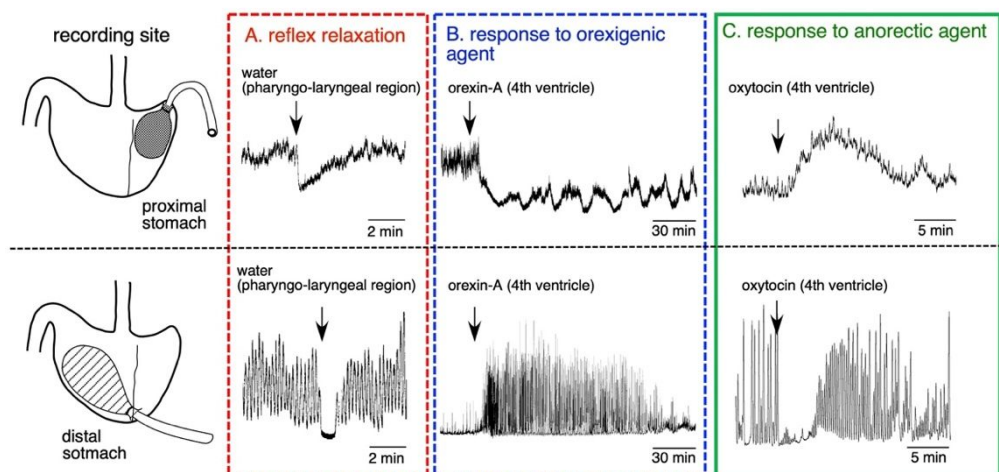 recording site
A. reflex relaxation
B. response to orexigenic
agent
C. response to anorectic agent
water
(pharyngo-laryngeal region)
orexin-A (4th ventricle)
oxytocin (4th ventricle)
proximal
stomach
2 min
30 min
5 min
water
(pharyngo-laryngeal region)
orexin-A (4th ventricle)
oxytocin (4th ventricle)
distal
sotmach
2 min
30 min
5 min